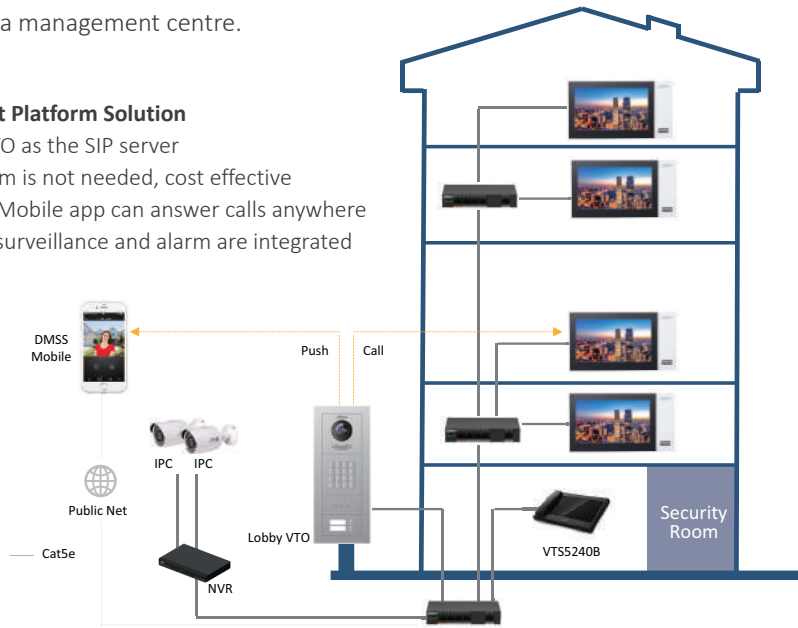 a management centre.
t Platform Solution
O as the SIP server
m is not needed, cost effective
Mobile app can answer calls anywhere
surveillance and alarm are integrated
DMSS
Mobile
Push
Call
IPC
IPC
Public Net
Lobby VTO
Security
Room
VTS5240B
Cat5e
NVR